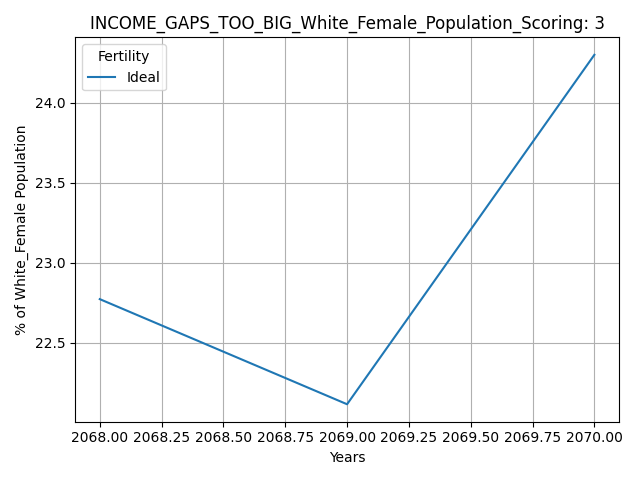 INCOME_GAPS_TOO_BIG_White_Female_Population_Scoring: 3
Fertility
Ideal
% of White_Female Population
24.0
23.5
23.0
22.5
2068.00 2068.25 2068.50 2068.75 2069.00 2069.25 2069.50 2069.75 2070.00
Years